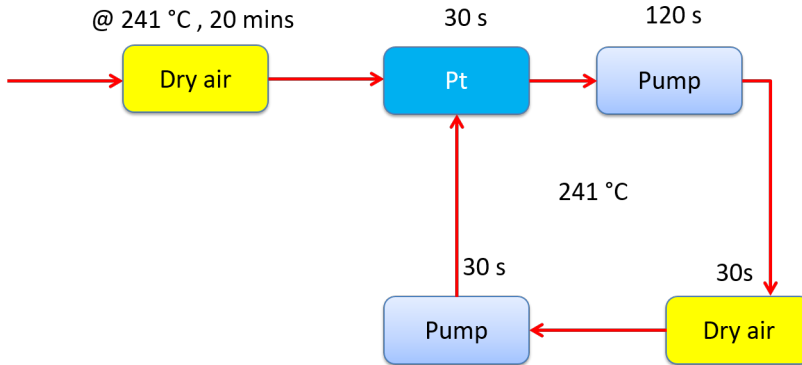 @ 241 °C , 20 mins
30 s
120 s
Dry air
Pt
Pump
241 °C
30 s
30s
Pump
Dry air